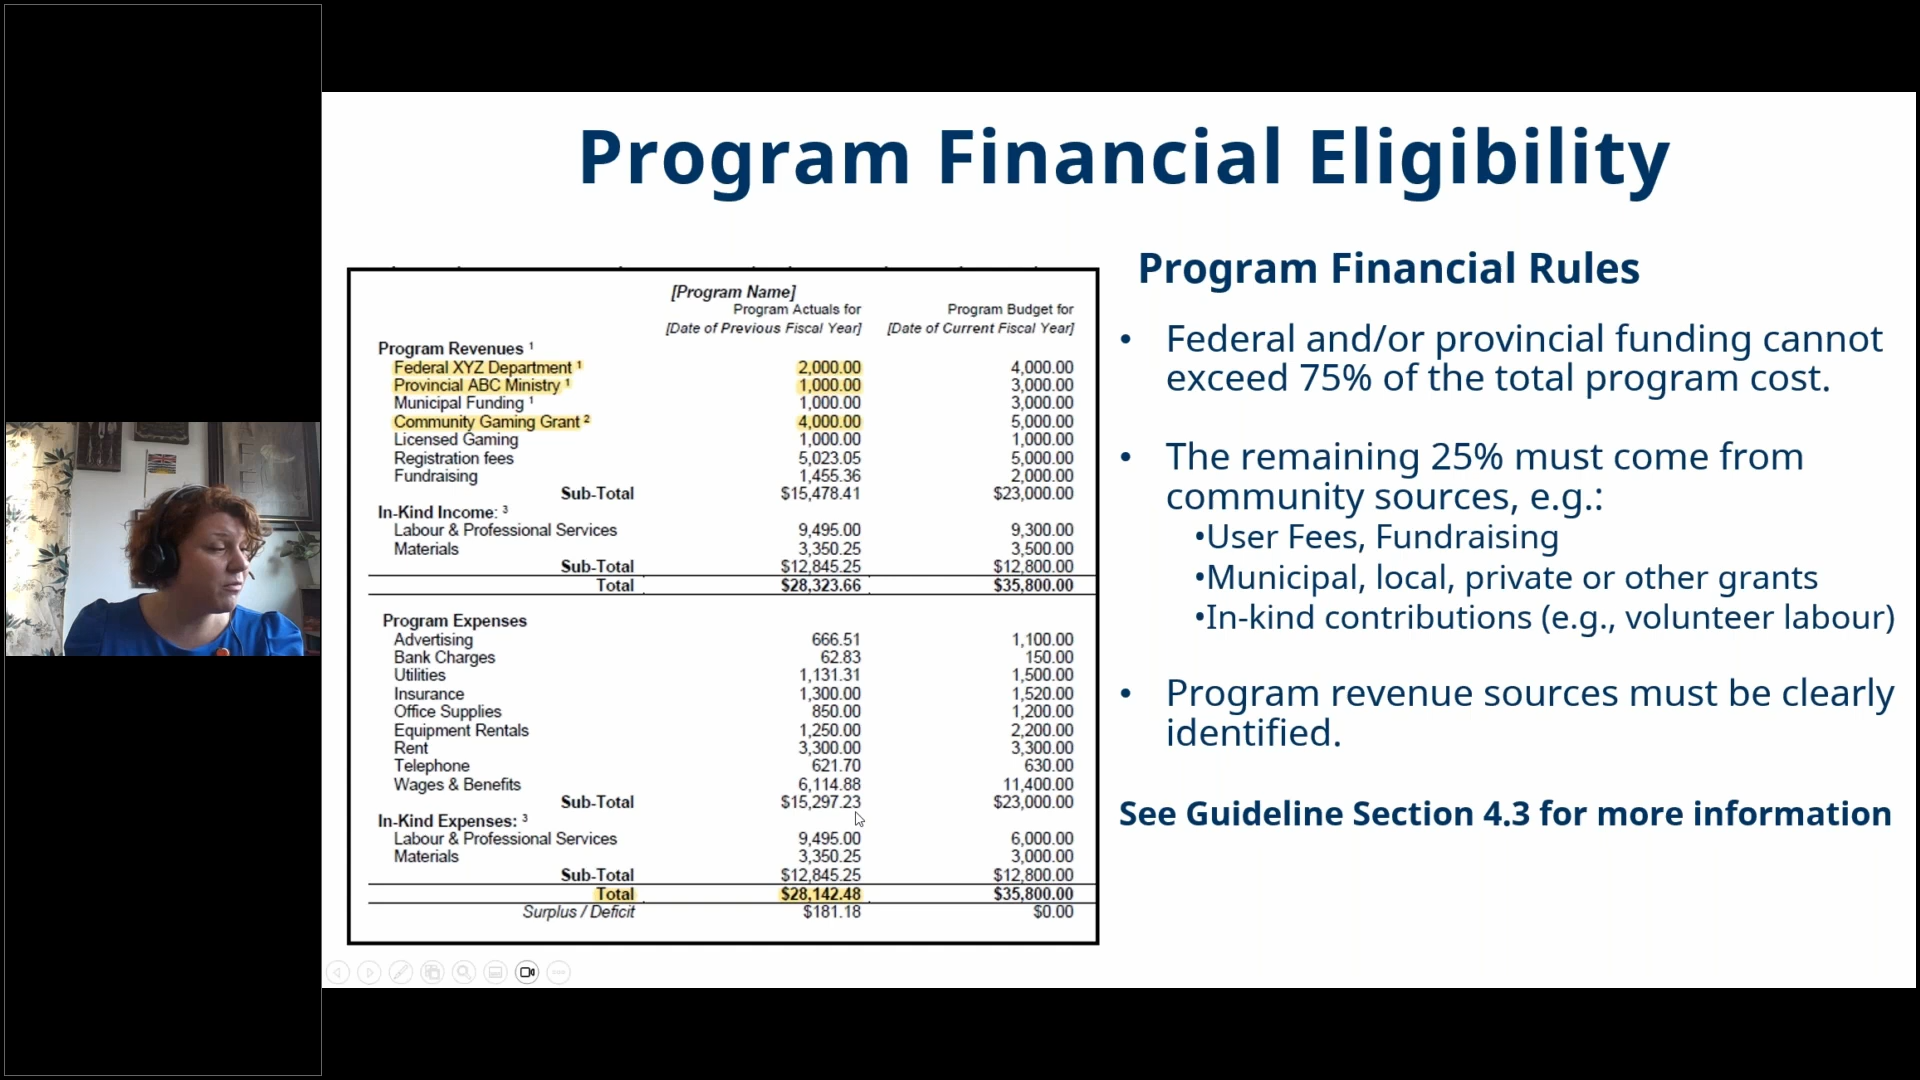 Program Financial Eligibility
[Program Name]
Program Actuals for Program Budget for
[Date of Previous Fiscal Year] [Date of Current Fiscal Year]
Program Revenues ¹
Federal XYZ Department ¹ 2,000.00 4,000.00
Provincial ABC Ministry ¹ 1,000.00 3,000.00
Municipal Funding ¹ 1,000.00 3,000.00
Community Gaming Grant ² 4,000.00 5,000.00
Licensed Gaming 1,000.00 1,000.00
Registration fees 5,023.05 5,000.00
Fundraising 1,455.36 2,000.00
Sub-Total $15,478.41 $23,000.00
In-Kind Income: ³
Labour & Professional Services 9,495.00 9,300.00
Materials 3,350.25 3,500.00
Sub-Total $12,845.25 $12,800.00
Total $28,323.66 $35,800.00
Program Expenses
Advertising 666.51 1,100.00
Bank Charges 62.83 150.00
Utilities 1,131.31 1,500.00
Insurance 1,300.00 1,520.00
Office Supplies 850.00 1,200.00
Equipment Rentals 1,250.00 2,200.00
Rent 3,300.00 3,300.00
Telephone 621.70 630.00
Wages & Benefits 6,114.88 11,400.00
Sub-Total $15,297.23 $23,000.00
In-Kind Expenses: ³
Labour & Professional Services 9,495.00 6,000.00
Materials 3,350.25 3,000.00
Sub-Total $12,845.25 $12,800.00
Total $28,142.48 $35,800.00
Surplus / Deficit $181.18 $0.00
Program Financial Rules
• Federal and/or provincial funding cannot
exceed 75% of the total program cost.
• The remaining 25% must come from
community sources, e.g.:
•User Fees, Fundraising
•Municipal, local, private or other grants
•In-kind contributions (e.g., volunteer labour)
• Program revenue sources must be clearly
identified.
See Guideline Section 4.3 for more information